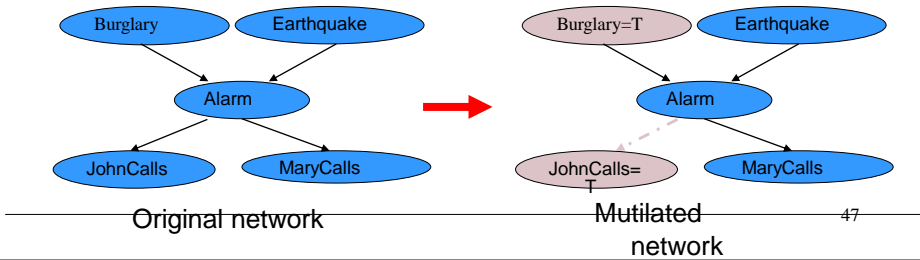 Burglary
Earthquake
Burglary=T
Earthquake
Alarm
Alarm
JohnCalls
MaryCalls
JohnCalls=
T
MaryCalls
Original network
Mutilated
network
47